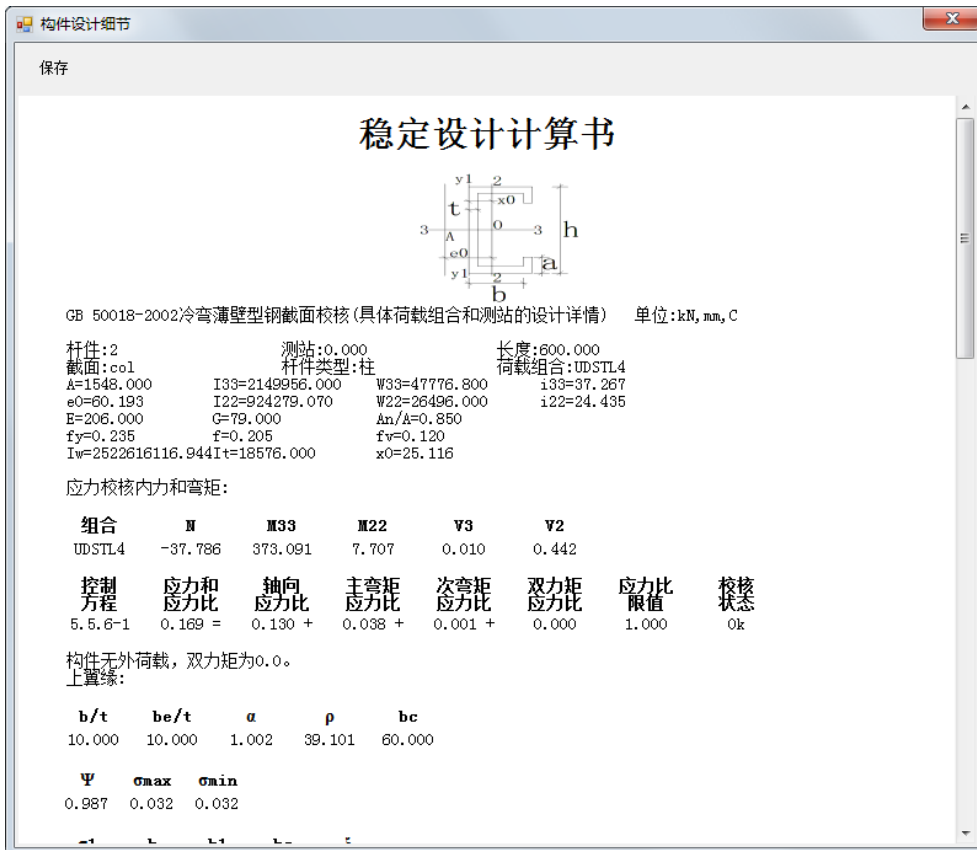 构件设计细节
保存
稳定设计计算书
y1 2
x0
t
3 A 0 3 h
e0
a
y1 2
b
GB 50018-2002冷弯薄壁型钢截面校核(具体荷载组合和测站的设计详情) 单位:kN,mm,C
杆件:2 测站:0.000 长度:600.000
截面:col 杆件类型:柱 荷载组合:UDSTL4
A=1548.000 I33=2149956.000 W33=47776.800 i33=37.267
e0=60.193 I22=924279.070 W22=26496.000 i22=24.435
E=206.000 G=79.000 An/A=0.850
fy=0.235 f=0.205 fv=0.120
Iw=2522616116.944It=18576.000 x0=25.116
应力校核内力和弯矩:
组合 N M33 M22 V3 V2
UDSTL4 -37.786 373.091 7.707 0.010 0.442
控制 应力和 轴向 主弯矩 次弯矩 双力矩 应力比 校核
方程 应力比 应力比 应力比 应力比 应力比 限值 状态
5.5.6-1 0.169 = 0.130 + 0.038 + 0.001 + 0.000 1.000 Ok
构件无外荷载，双力矩为0.0。
上翼缘:
b/t be/t α ρ bc
10.000 10.000 1.002 39.101 60.000
Ψ σmax σmin
0.987 0.032 0.032